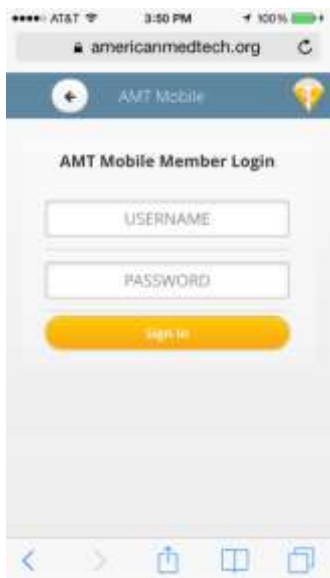 AT&T 3:50 PM 100%
americanmedtech.org
AMT Mobile
AMT Mobile Member Login
USERNAME
PASSWORD
Sign In